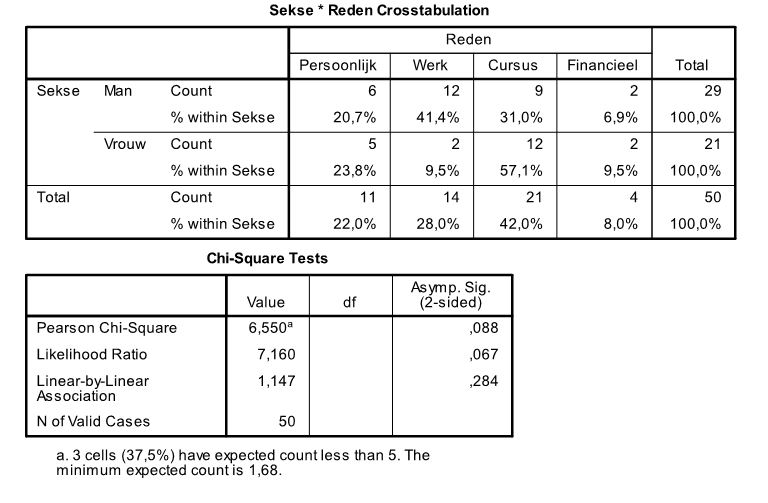 Sekse * Reden Crosstabulation
Reden
Persoonlijk Werk Cursus Financieel Total
Sekse Man Count 6 12 9 2 29
% within Sekse 20,7% 41,4% 31,0% 6,9% 100,0%
Vrouw Count 5 2 12 2 21
% within Sekse 23,8% 9,5% 57,1% 9,5% 100,0%
Total Count 11 14 21 4 50
% within Sekse 22,0% 28,0% 42,0% 8,0% 100,0%
Chi-Square Tests
Value df Asymp. Sig. (2-sided)
Pearson Chi-Square 6,550a ,088
Likelihood Ratio 7,160 ,067
Linear-by-Linear Association 1,147 ,284
N of Valid Cases 50
a. 3 cells (37,5%) have expected count less than 5. The
minimum expected count is 1,68.